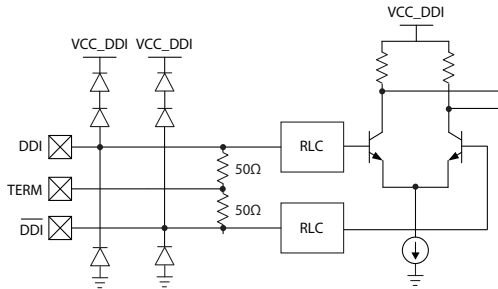 VCC_DDI
VCC_DDI VCC_DDI
DDI
RLC
50Ω
TERM
50Ω
DDI
RLC